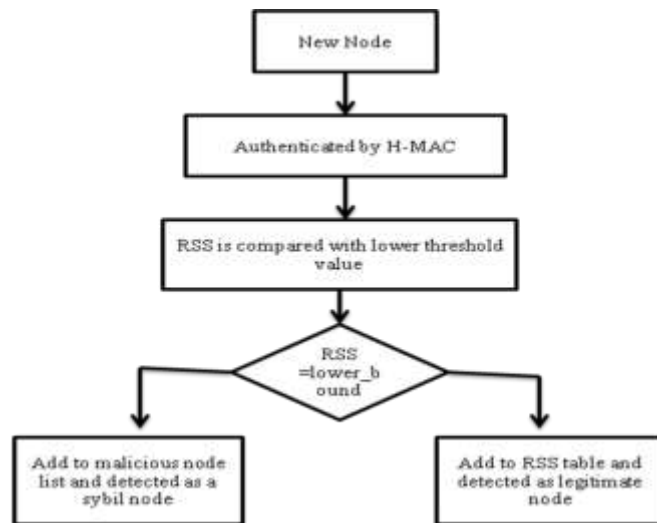 New Node
Authenticated by H-MAC
RSS is compared with lower threshold
value
RSS
=lower_b
ound
Add to malicious node
list and detected as a
sybil node
Add to RSS table and
detected as legitimate
node